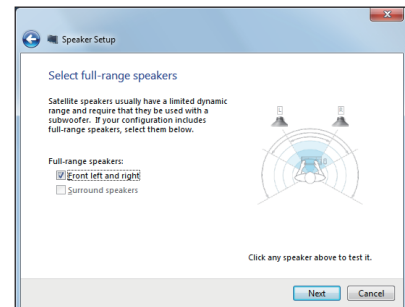 Speaker Setup
Select full-range speakers
Satellite speakers usually have a limited dynamic
range and require that they be used with a
subwoofer. If your configuration includes
full-range speakers, select them below.
L
R
Full-range speakers:
Front left and right
Surround speakers
Click any speaker above to test it.
Next
Cancel